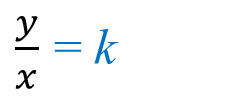 y/x = k